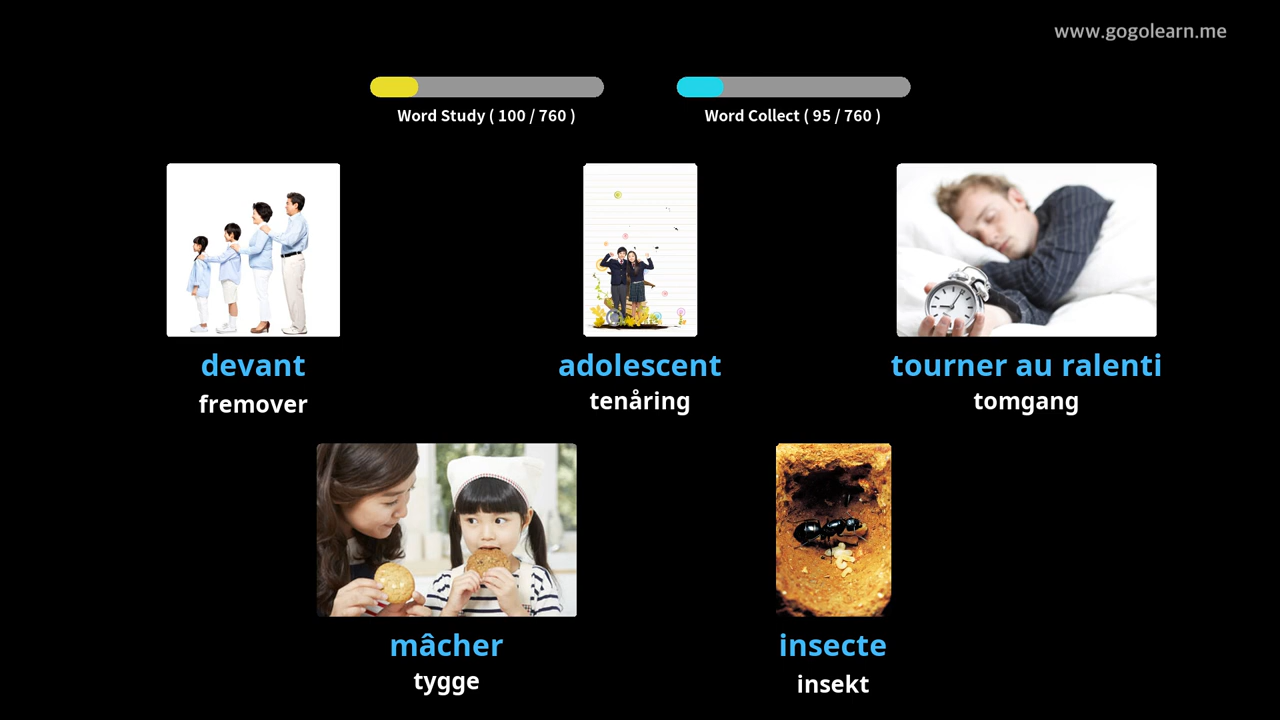 www.gogolearn.me
Word Study ( 100 / 760 )
Word Collect ( 95 / 760 )
devant
fremover
adolescent
tenåring
tourner au ralenti
tomgang
mâcher
tygge
insecte
insekt